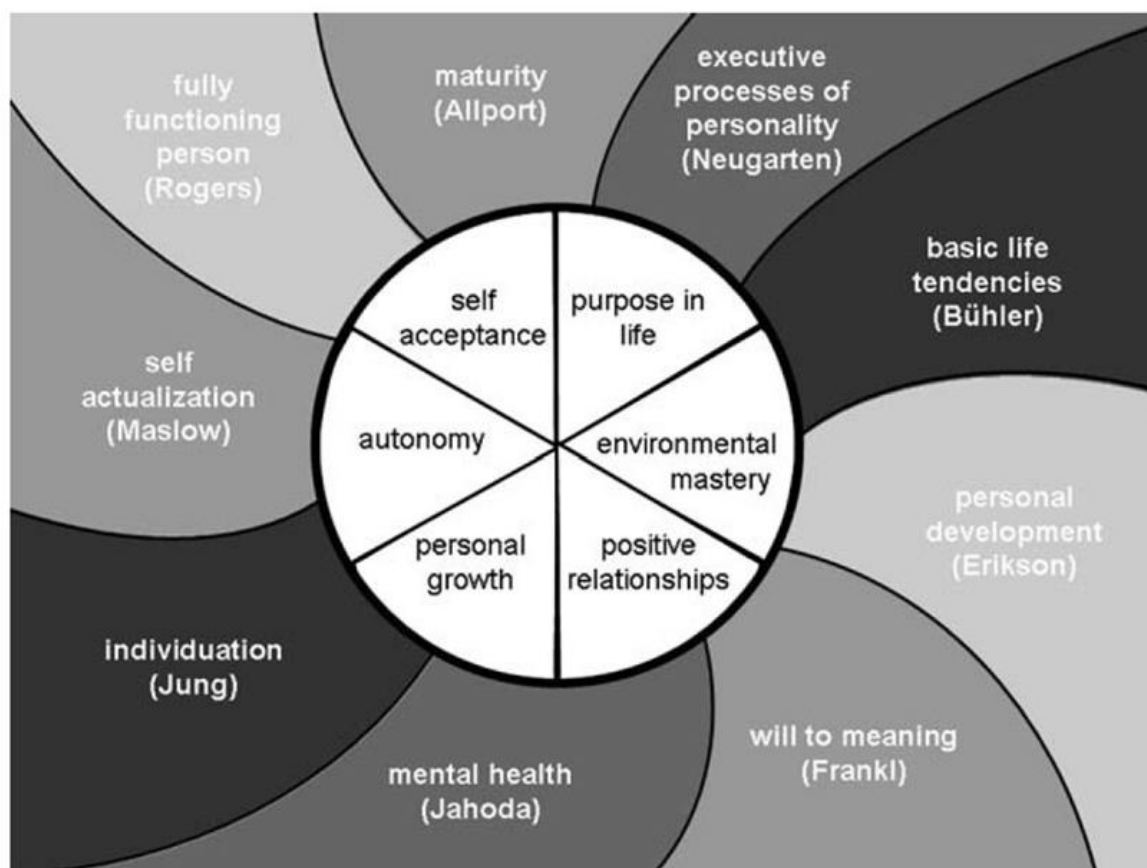 fully
functioning
person
(Rogers)
maturity
(Allport)
executive
processes of
personality
(Neugarten)
basic life
tendencies
(Bühler)
self
acceptance
purpose in
life
self
actualization
(Maslow)
autonomy
environmental
mastery
personal
development
(Erikson)
personal
growth
positive
relationships
individuation
(Jung)
will to meaning
(Frankl)
mental health
(Jahoda)